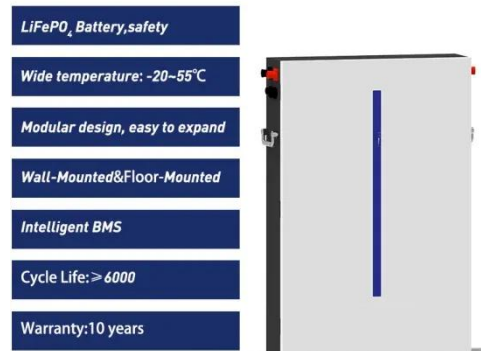 LiFePO₄ Battery,safety
Wide temperature: -20~55℃
Modular design, easy to expand
Wall-Mounted&Floor-Mounted
Intelligent BMS
Cycle Life:≥6000
Warranty:10 years